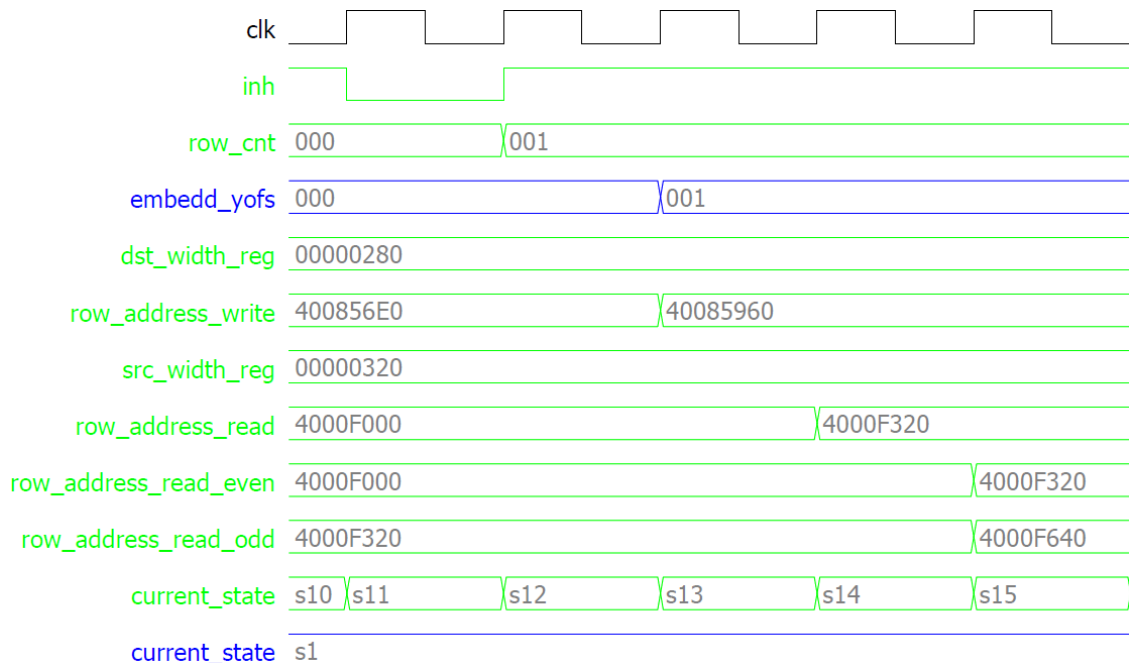 clk
inh
row_cnt 000 001
embedd_yofs 000 001
dst_width_reg 00000280
row_address_write 400856E0 40085960
src_width_reg 00000320
row_address_read 4000F000 4000F320
row_address_read_even 4000F000 4000F320
row_address_read_odd 4000F320 4000F640
current_state s10 s11 s12 s13 s14 s15
current_state s1